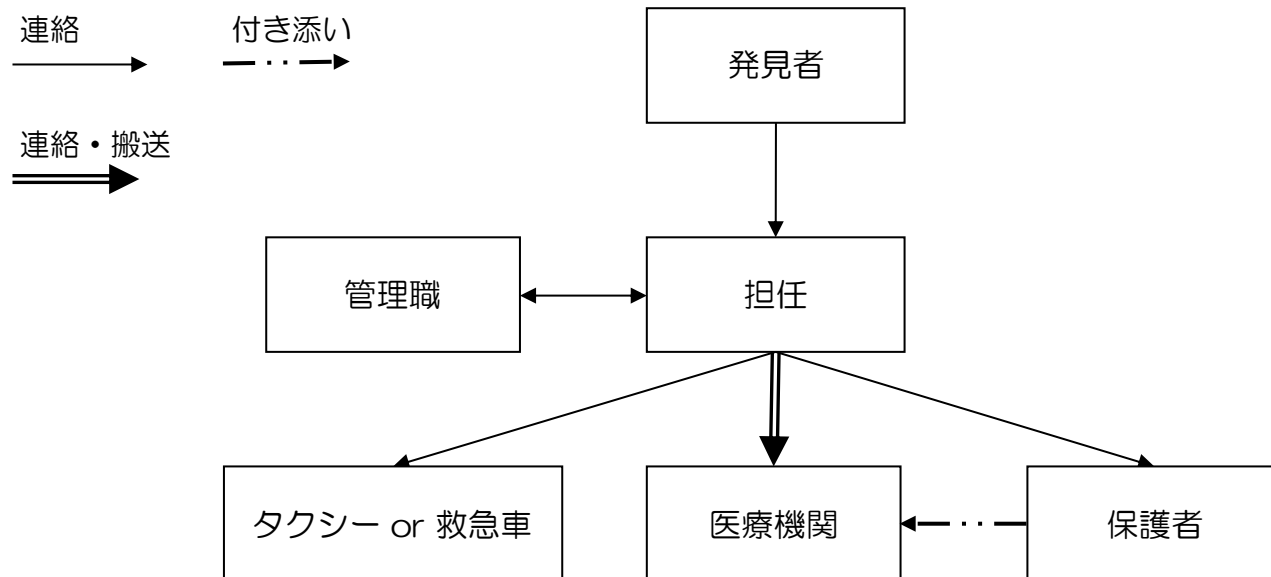 連絡
付き添い
連絡・搬送
発見者
管理職
担任
タクシー or 救急車
医療機関
保護者